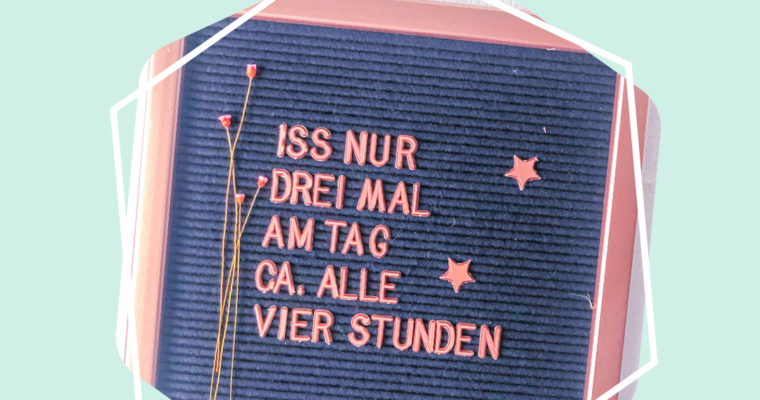 ISS NUR
DREI MAL
AM TAG
CA. ALLE
VIER STUNDEN